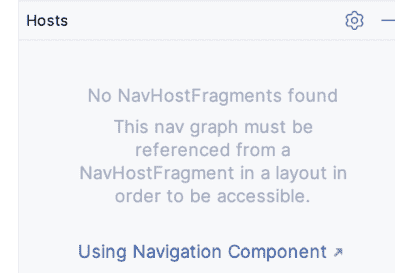 Hosts
No NavHostFragments found
This nav graph must be
referenced from a
NavHostFragment in a layout in
order to be accessible.
Using Navigation Component ↗